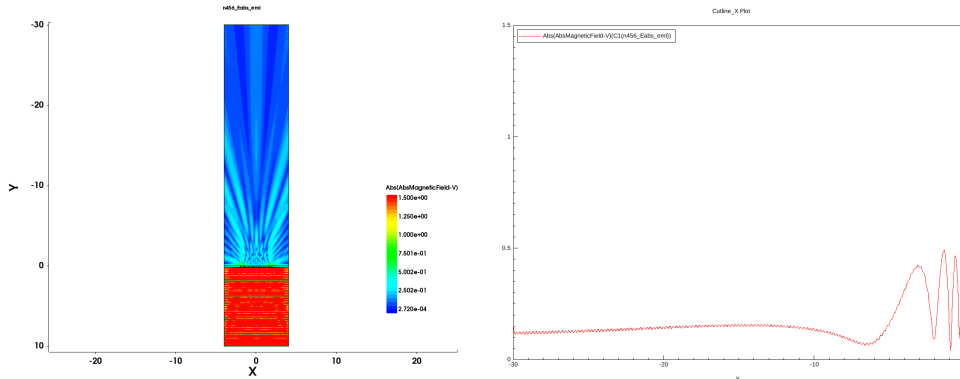 n456_Eabs_eml
-30
-20
-10
0
10
Y
-20
-10
0
10
20
X
Abs(AbsMagneticField-V)
1.500e+00
1.250e+00
1.000e+00
7.501e-01
5.002e-01
2.502e-01
2.720e-04
Cutline_X Plot
Abs(AbsMagneticField-V)(C1(n456_Eabs_eml))
1.5
1
0.5
0
-30
-20
-10